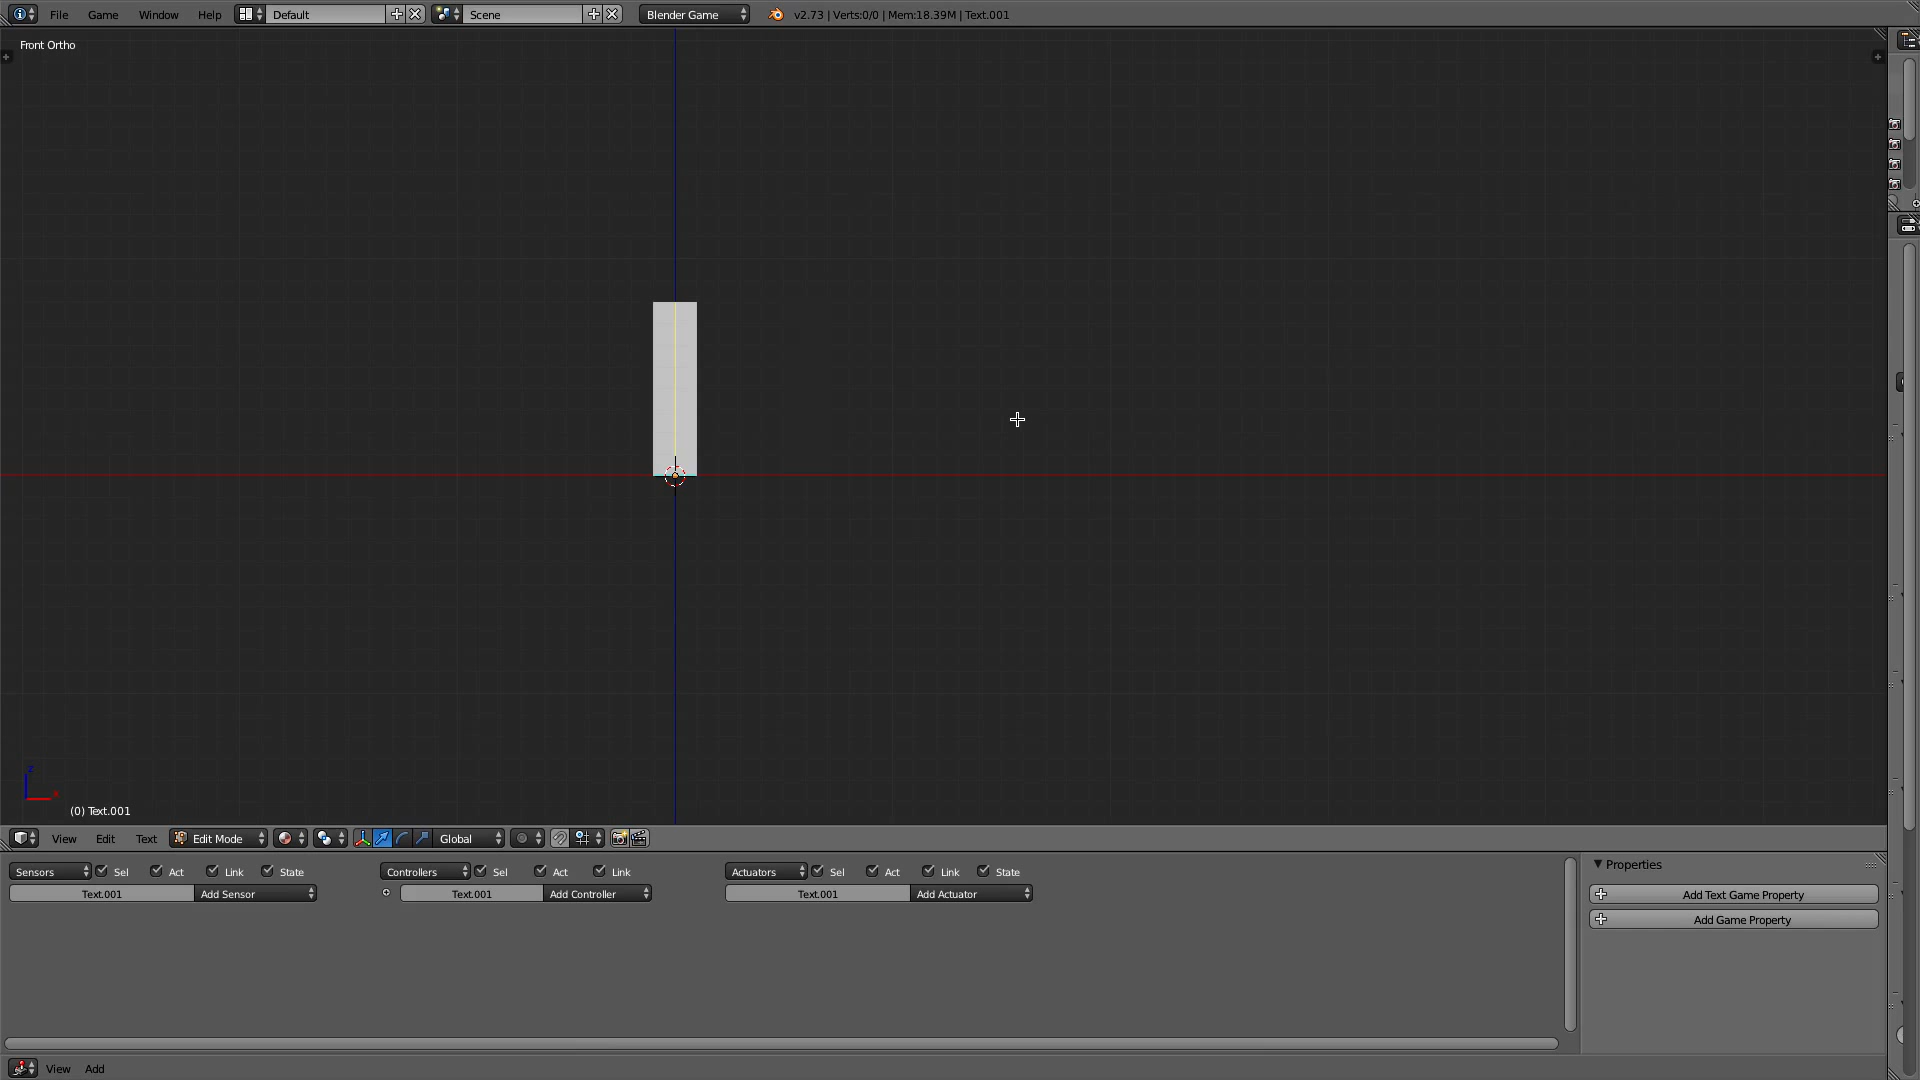 File Game Window Help Default Scene Blender Game v2.73 | Verts:0/0 | Mem:18.39M | Text.001
Front Ortho
z
x
(0) Text.001
View Edit Text Edit Mode Global
Sensors Sel Act Link State Controllers Sel Act Link Actuators Sel Act Link State
Text.001 Add Sensor Text.001 Add Controller Text.001 Add Actuator
Properties
Add Text Game Property
Add Game Property
View Add